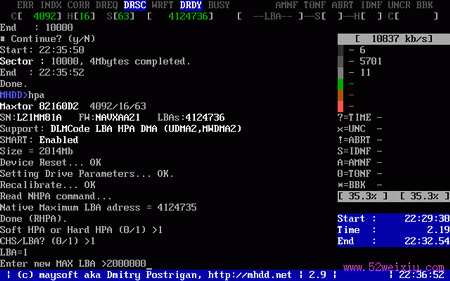 ERR INDX CORR DREQ DRSC WRFT DRDY BUSY AMNF TONF ABRT IDNF UNCR BBK
C[ 4092] H[16] S[63] [ 4124736] [ --LBA-- ] S[--]H[ ] C[ ]
End : 10000
# Continue? (y/N)
Start: 22:35:50
Sector : 10000, 4Mbytes completed.
End : 22:35:52
Done.
MHDD>hpa
Maxtor 82160D2 4092/16/63
SN:L21MH81A FW:NAVXAA21 LBAs:4124736
Support: DLMCode LBA HPA DMA (UDMA2,MWDMA2)
SMART: Enabled
Size = 2014Mb
Device Reset... OK
Setting Drive Parameters... OK.
Recalibrate... OK
Read NHPA command...
Native Maximum LBA adress = 4124735
Done (RHPA).
Soft HPA or Hard HPA (0/1) >1
CHS/LBA? (0/1) >1
LBA=1
Enter new MAX LBA >2000000_
[ 10837 kb/s]
- 6
- 5701
- 11
-
-
-
?=TIME -
x=UNC -
!=ABRT -
S=IDNF -
A=AMNF -
0=T0NF -
*=BBK -
[ 35.3% ] [ 35.3% ]
Start : 22:29:30
Time : 2.19
End : 22:32.54
www.52weixiu.com
| (c) maysoft aka Dmitry Postrigan, http://mhdd.net | 2.9 | | 22:36:52